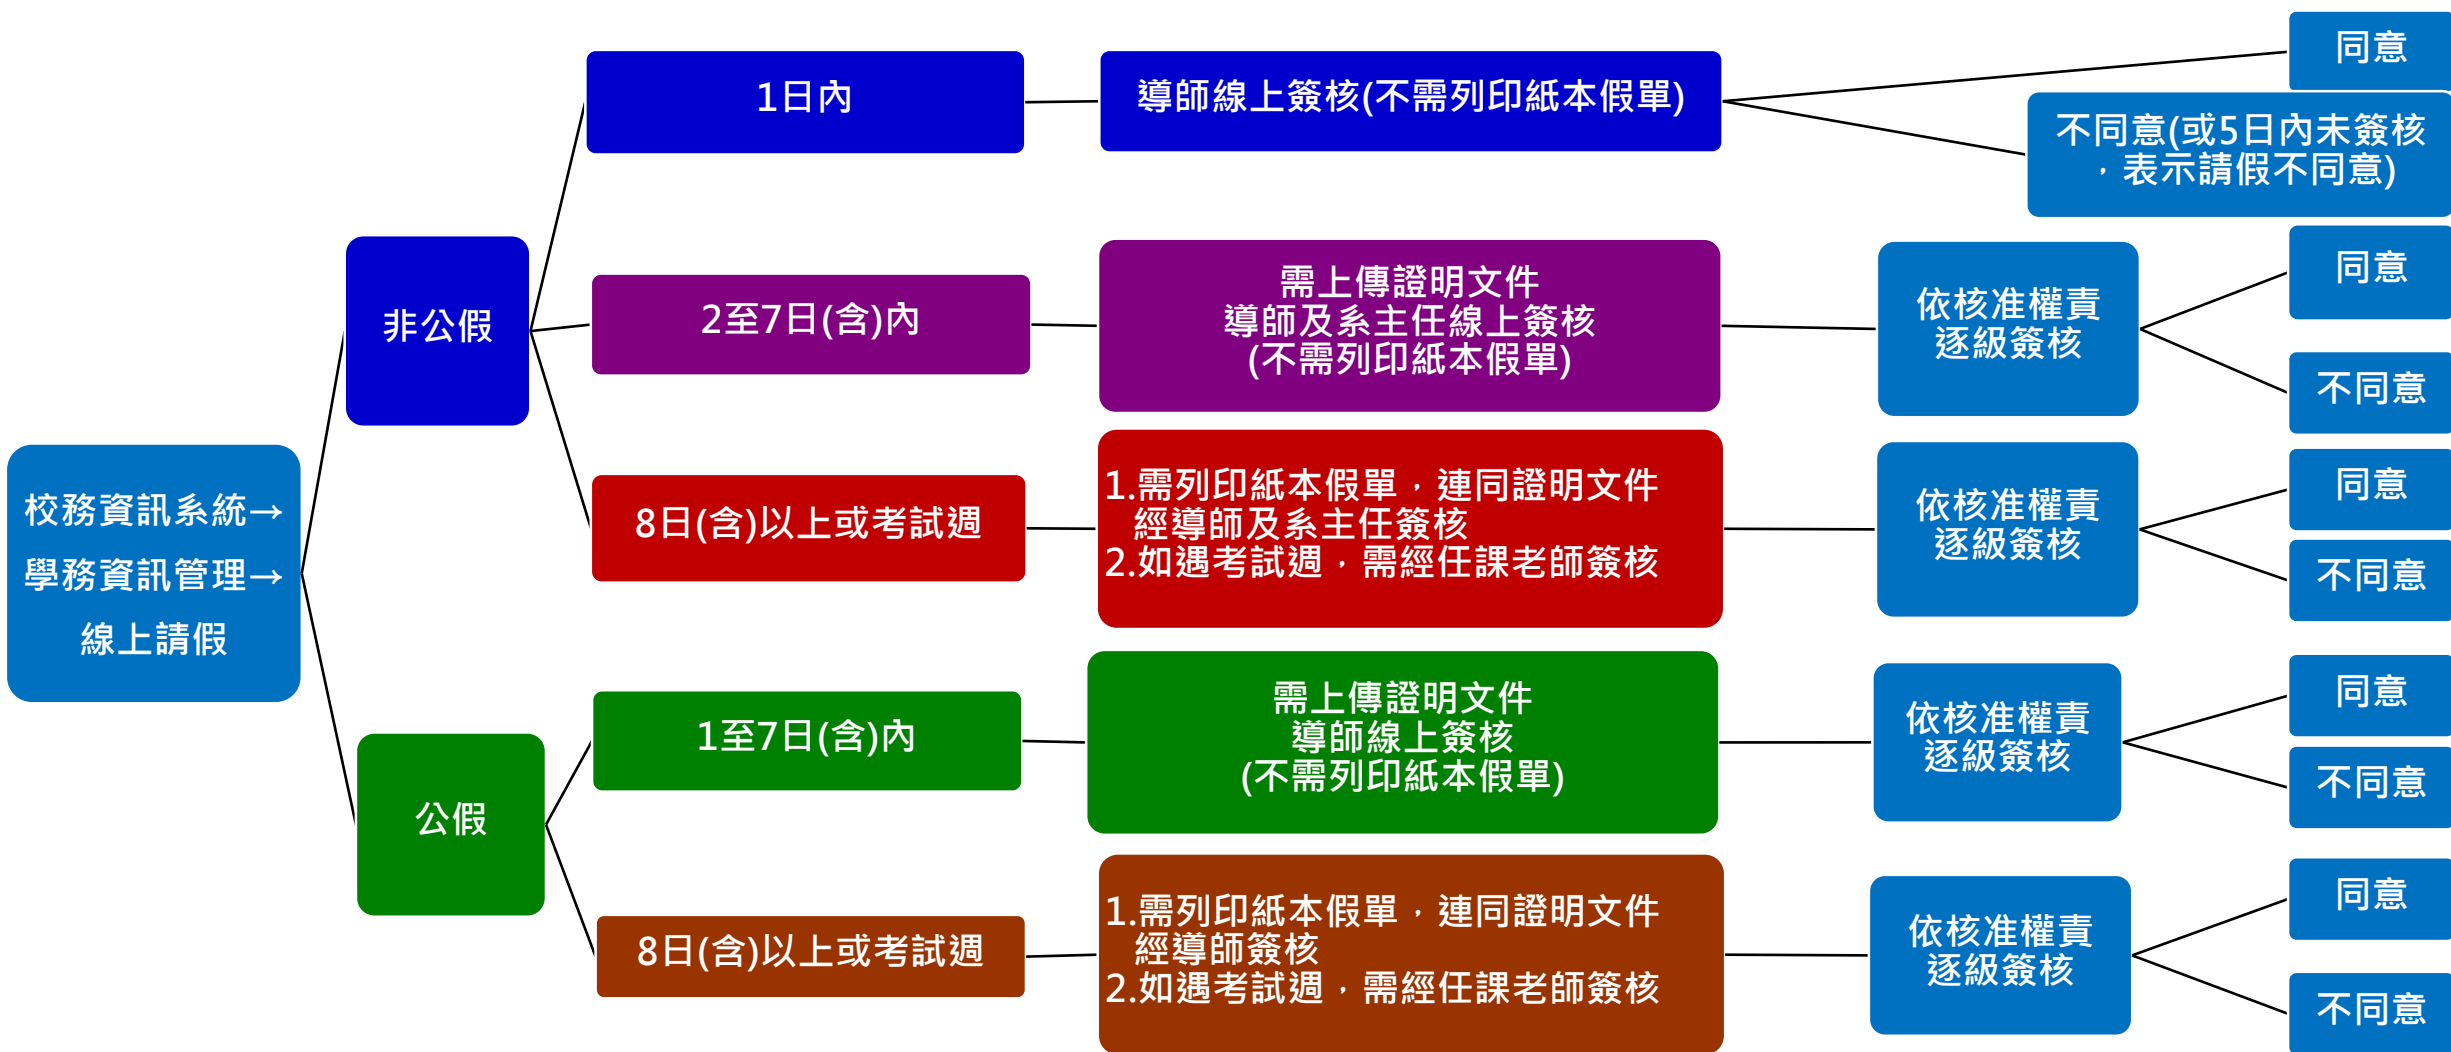 校務資訊系統→
學務資訊管理→
線上請假
非公假
1日內
導師線上簽核(不需列印紙本假單)
同意
不同意(或5日內未簽核
，表示請假不同意)
2至7日(含)內
需上傳證明文件
導師及系主任線上簽核
(不需列印紙本假單)
依核准權責
逐級簽核
同意
不同意
8日(含)以上或考試週
1.需列印紙本假單，連同證明文件
經導師及系主任簽核
2.如遇考試週，需經任課老師簽核
依核准權責
逐級簽核
同意
不同意
公假
1至7日(含)內
需上傳證明文件
導師線上簽核
(不需列印紙本假單)
依核准權責
逐級簽核
同意
不同意
8日(含)以上或考試週
1.需列印紙本假單，連同證明文件
經導師簽核
2.如遇考試週，需經任課老師簽核
依核准權責
逐級簽核
同意
不同意